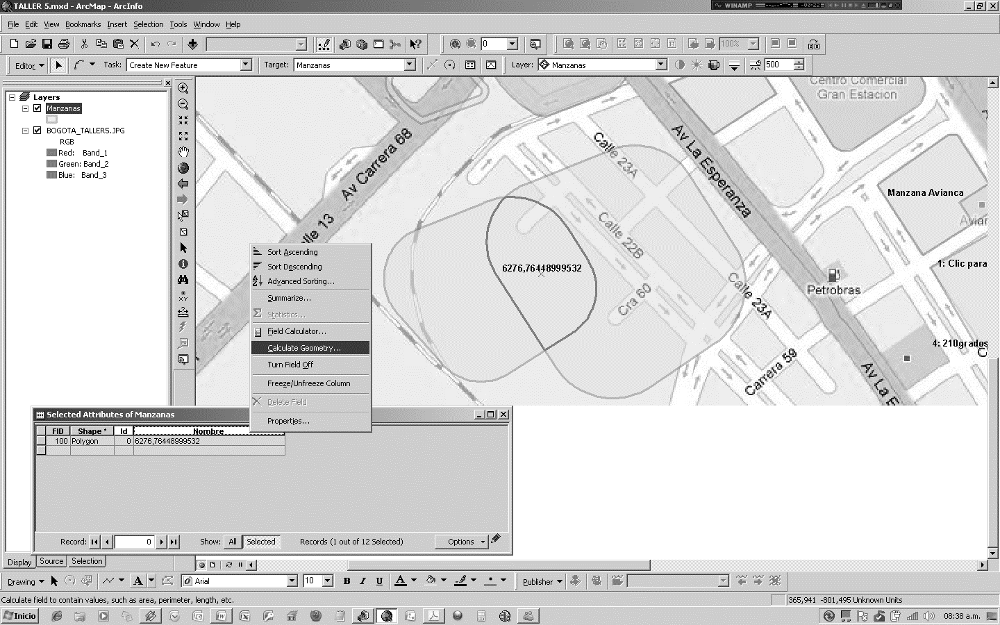 TALLER 5.mxd - ArcMap - ArcInfo
WINAMP
File Edit View Bookmarks Insert Selection Tools Window Help
0
100%
Editor Task: Create New Feature Target: Manzanas Layer: Manzanas 500
Layers
Manzanas
BOGOTA_TALLER5.JPG
RGB
Red: Band_1
Green: Band_2
Blue: Band_3
Centro Comercial
Gran Estacion
Av Carrera 68
Calle 23A
Av La Esperanza
Manzana Avianca
Calle 22B
1: Clic para
6276,76448999532
Petrobras
Cra 60
Calle 23A
4: 210grados
Carrera 59
Av La E
Sort Ascending
Sort Descending
Advanced Sorting...
Summarize...
Statistics...
Field Calculator...
Calculate Geometry...
Turn Field Off
Freeze/Unfreeze Column
Delete Field
Properties...
Selected Attributes of Manzanas
FID Shape * Id Nombre
100 Polygon 0 6276,76448999532
Record: 0 Show: All Selected Records (1 out of 12 Selected) Options
Display Source Selection
Drawing A Arial 10 B I U A Publisher
Calculate field to contain values, such as area, perimeter, length, etc.
365,941 -801,495 Unknown Units
Inicio
08:38 a.m.